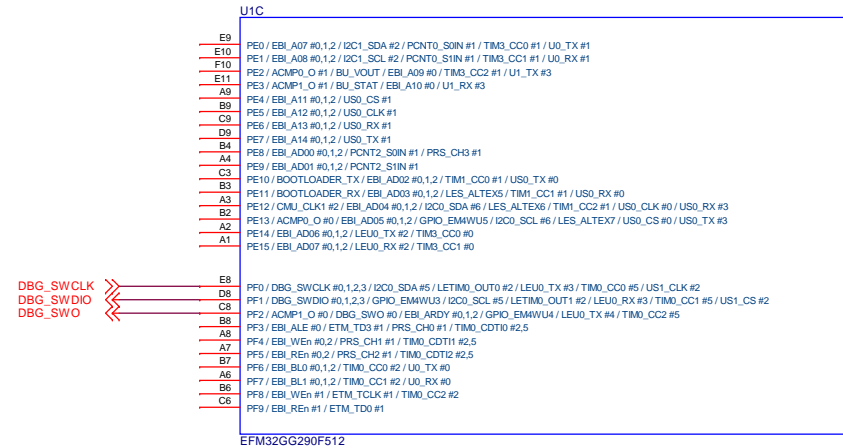 U1C
E9 PE0 / EBI_A07 #0,1,2 / I2C1_SDA #2 / PCNT0_S0IN #1 / TIM3_CC0 #1 / U0_TX #1
E10 PE1 / EBI_A08 #0,1,2 / I2C1_SCL #2 / PCNT0_S1IN #1 / TIM3_CC1 #1 / U0_RX #1
F10 PE2 / ACMP0_O #1 / BU_VOUT / EBI_A09 #0 / TIM3_CC2 #1 / U1_TX #3
E11 PE3 / ACMP1_O #1 / BU_STAT / EBI_A10 #0 / U1_RX #3
A9 PE4 / EBI_A11 #0,1,2 / US0_CS #1
B9 PE5 / EBI_A12 #0,1,2 / US0_CLK #1
C9 PE6 / EBI_A13 #0,1,2 / US0_RX #1
D9 PE7 / EBI_A14 #0,1,2 / US0_TX #1
B4 PE8 / EBI_AD00 #0,1,2 / PCNT2_S0IN #1 / PRS_CH3 #1
A4 PE9 / EBI_AD01 #0,1,2 / PCNT2_S1IN #1
C3 PE10 / BOOTLOADER_TX / EBI_AD02 #0,1,2 / TIM1_CC0 #1 / US0_TX #0
B3 PE11 / BOOTLOADER_RX / EBI_AD03 #0,1,2 / LES_ALTEX5 / TIM1_CC1 #1 / US0_RX #0
A3 PE12 / CMU_CLK1 #2 / EBI_AD04 #0,1,2 / I2C0_SDA #6 / LES_ALTEX6 / TIM1_CC2 #1 / US0_CLK #0 / US0_RX #3
B2 PE13 / ACMP0_O #0 / EBI_AD05 #0,1,2 / GPIO_EM4WU5 / I2C0_SCL #6 / LES_ALTEX7 / US0_CS #0 / US0_TX #3
A2 PE14 / EBI_AD06 #0,1,2 / LEU0_TX #2 / TIM3_CC0 #0
A1 PE15 / EBI_AD07 #0,1,2 / LEU0_RX #2 / TIM3_CC1 #0
DBG_SWCLK E8 PF0 / DBG_SWCLK #0,1,2,3 / I2C0_SDA #5 / LETIM0_OUT0 #2 / LEU0_TX #3 / TIM0_CC0 #5 / US1_CLK #2
DBG_SWDIO D8 PF1 / DBG_SWDIO #0,1,2,3 / GPIO_EM4WU3 / I2C0_SCL #5 / LETIM0_OUT1 #2 / LEU0_RX #3 / TIM0_CC1 #5 / US1_CS #2
DBG_SWO C8 PF2 / ACMP1_O #0 / DBG_SWO #0 / EBI_ARDY #0,1,2 / GPIO_EM4WU4 / LEU0_TX #4 / TIM0_CC2 #5
B8 PF3 / EBI_ALE #0 / ETM_TD3 #1 / PRS_CH0 #1 / TIM0_CDTI0 #2,5
A8 PF4 / EBI_WEn #0,2 / PRS_CH1 #1 / TIM0_CDTI1 #2,5
A7 PF5 / EBI_REn #0,2 / PRS_CH2 #1 / TIM0_CDTI2 #2,5
B7 PF6 / EBI_BL0 #0,1,2 / TIM0_CC0 #2 / U0_TX #0
A6 PF7 / EBI_BL1 #0,1,2 / TIM0_CC1 #2 / U0_RX #0
B6 PF8 / EBI_WEn #1 / ETM_TCLK #1 / TIM0_CC2 #2
C6 PF9 / EBI_REn #1 / ETM_TD0 #1
EFM32GG290F512